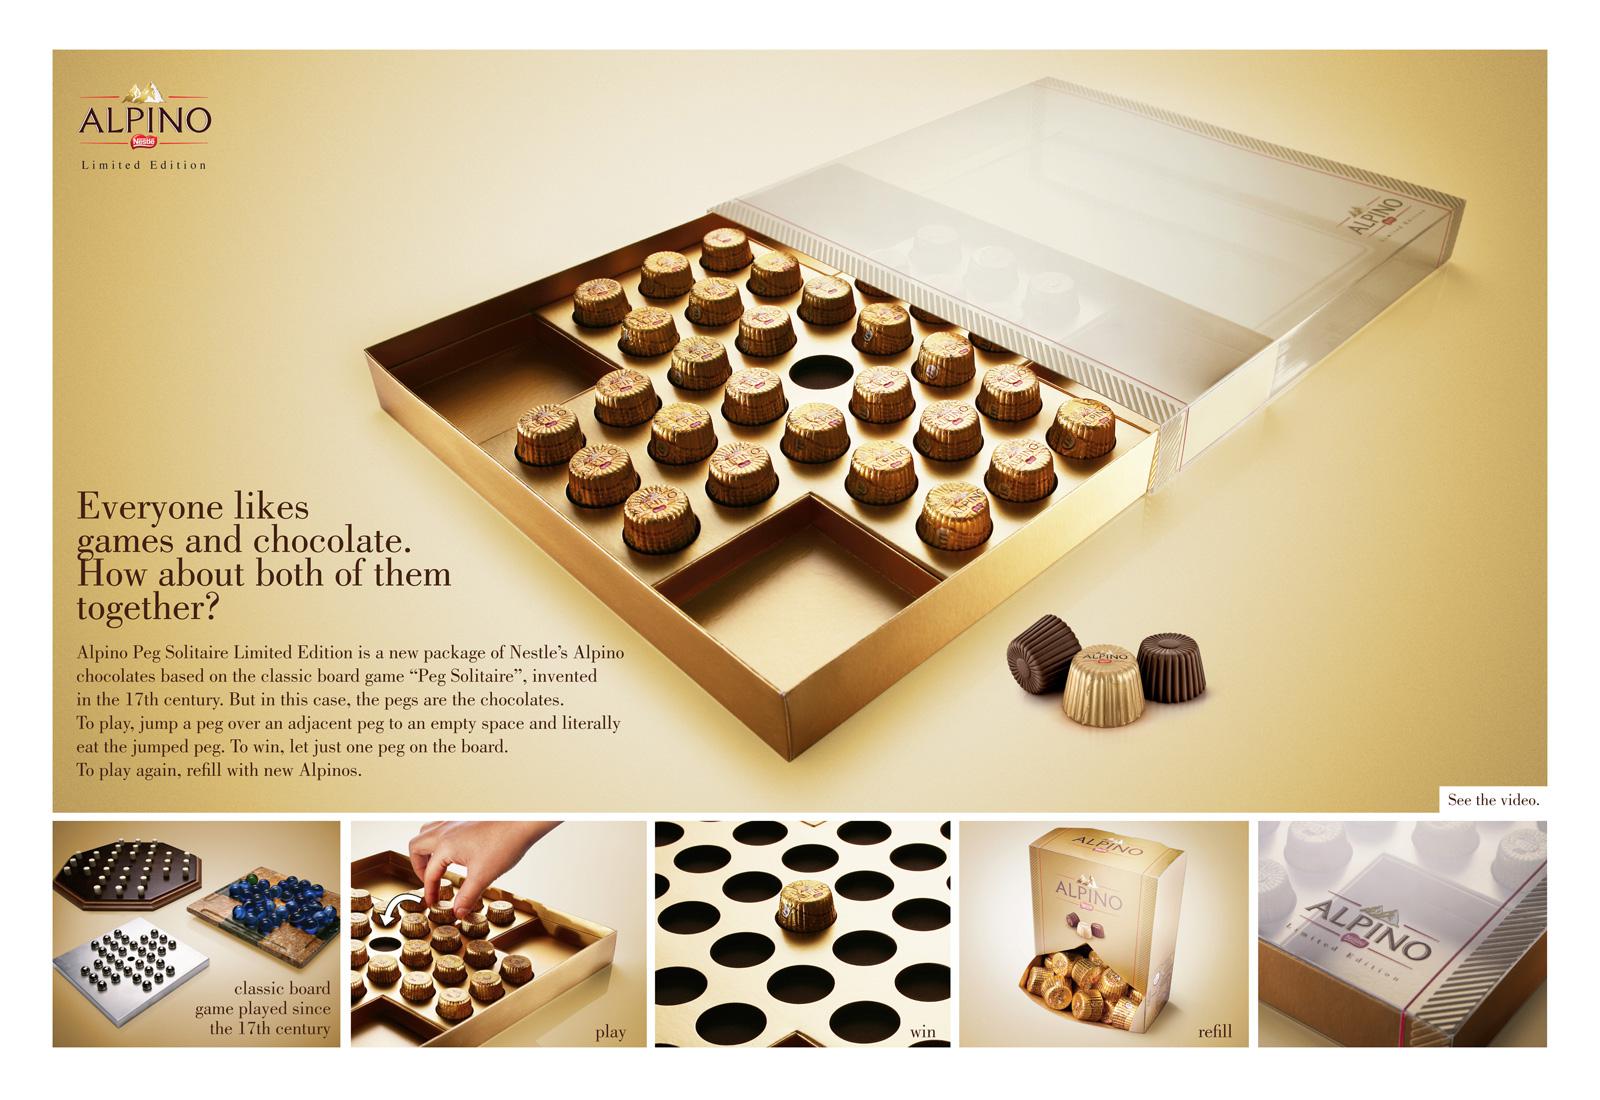 ALPINO
Nestlé
Limited Edition
ALPINO
Limited Edition
Everyone likes
games and chocolate.
How about both of them
together?
Alpino Peg Solitaire Limited Edition is a new package of Nestle’s Alpino
chocolates based on the classic board game “Peg Solitaire”, invented
in the 17th century. But in this case, the pegs are the chocolates.
To play, jump a peg over an adjacent peg to an empty space and literally
eat the jumped peg. To win, let just one peg on the board.
To play again, refill with new Alpinos.
ALPINO
See the video.
classic board
game played since
the 17th century
play
win
ALPINO
ALPINO
refill
ALPINO
Limited Edition